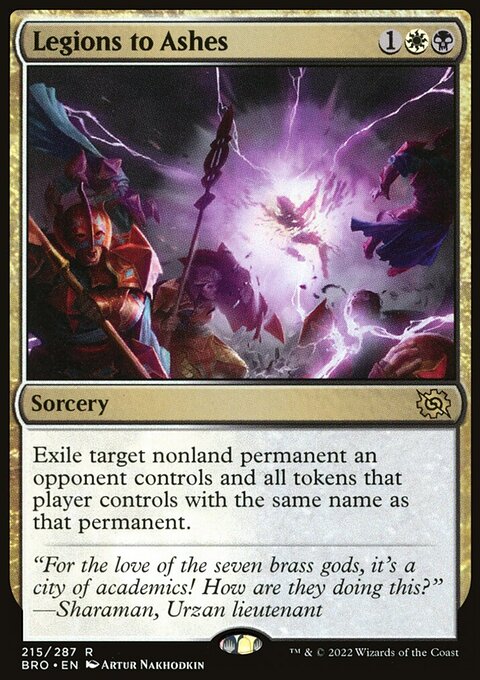 Legions to Ashes 1
Sorcery
Exile target nonland permanent an
opponent controls and all tokens that
player controls with the same name as
that permanent.
“For the love of the seven brass gods, it’s a
city of academics! How are they doing this?”
—Sharaman, Urzan lieutenant
215/287 R
BRO • EN Artur Nakhodkin ™ & © 2022 Wizards of the Coast